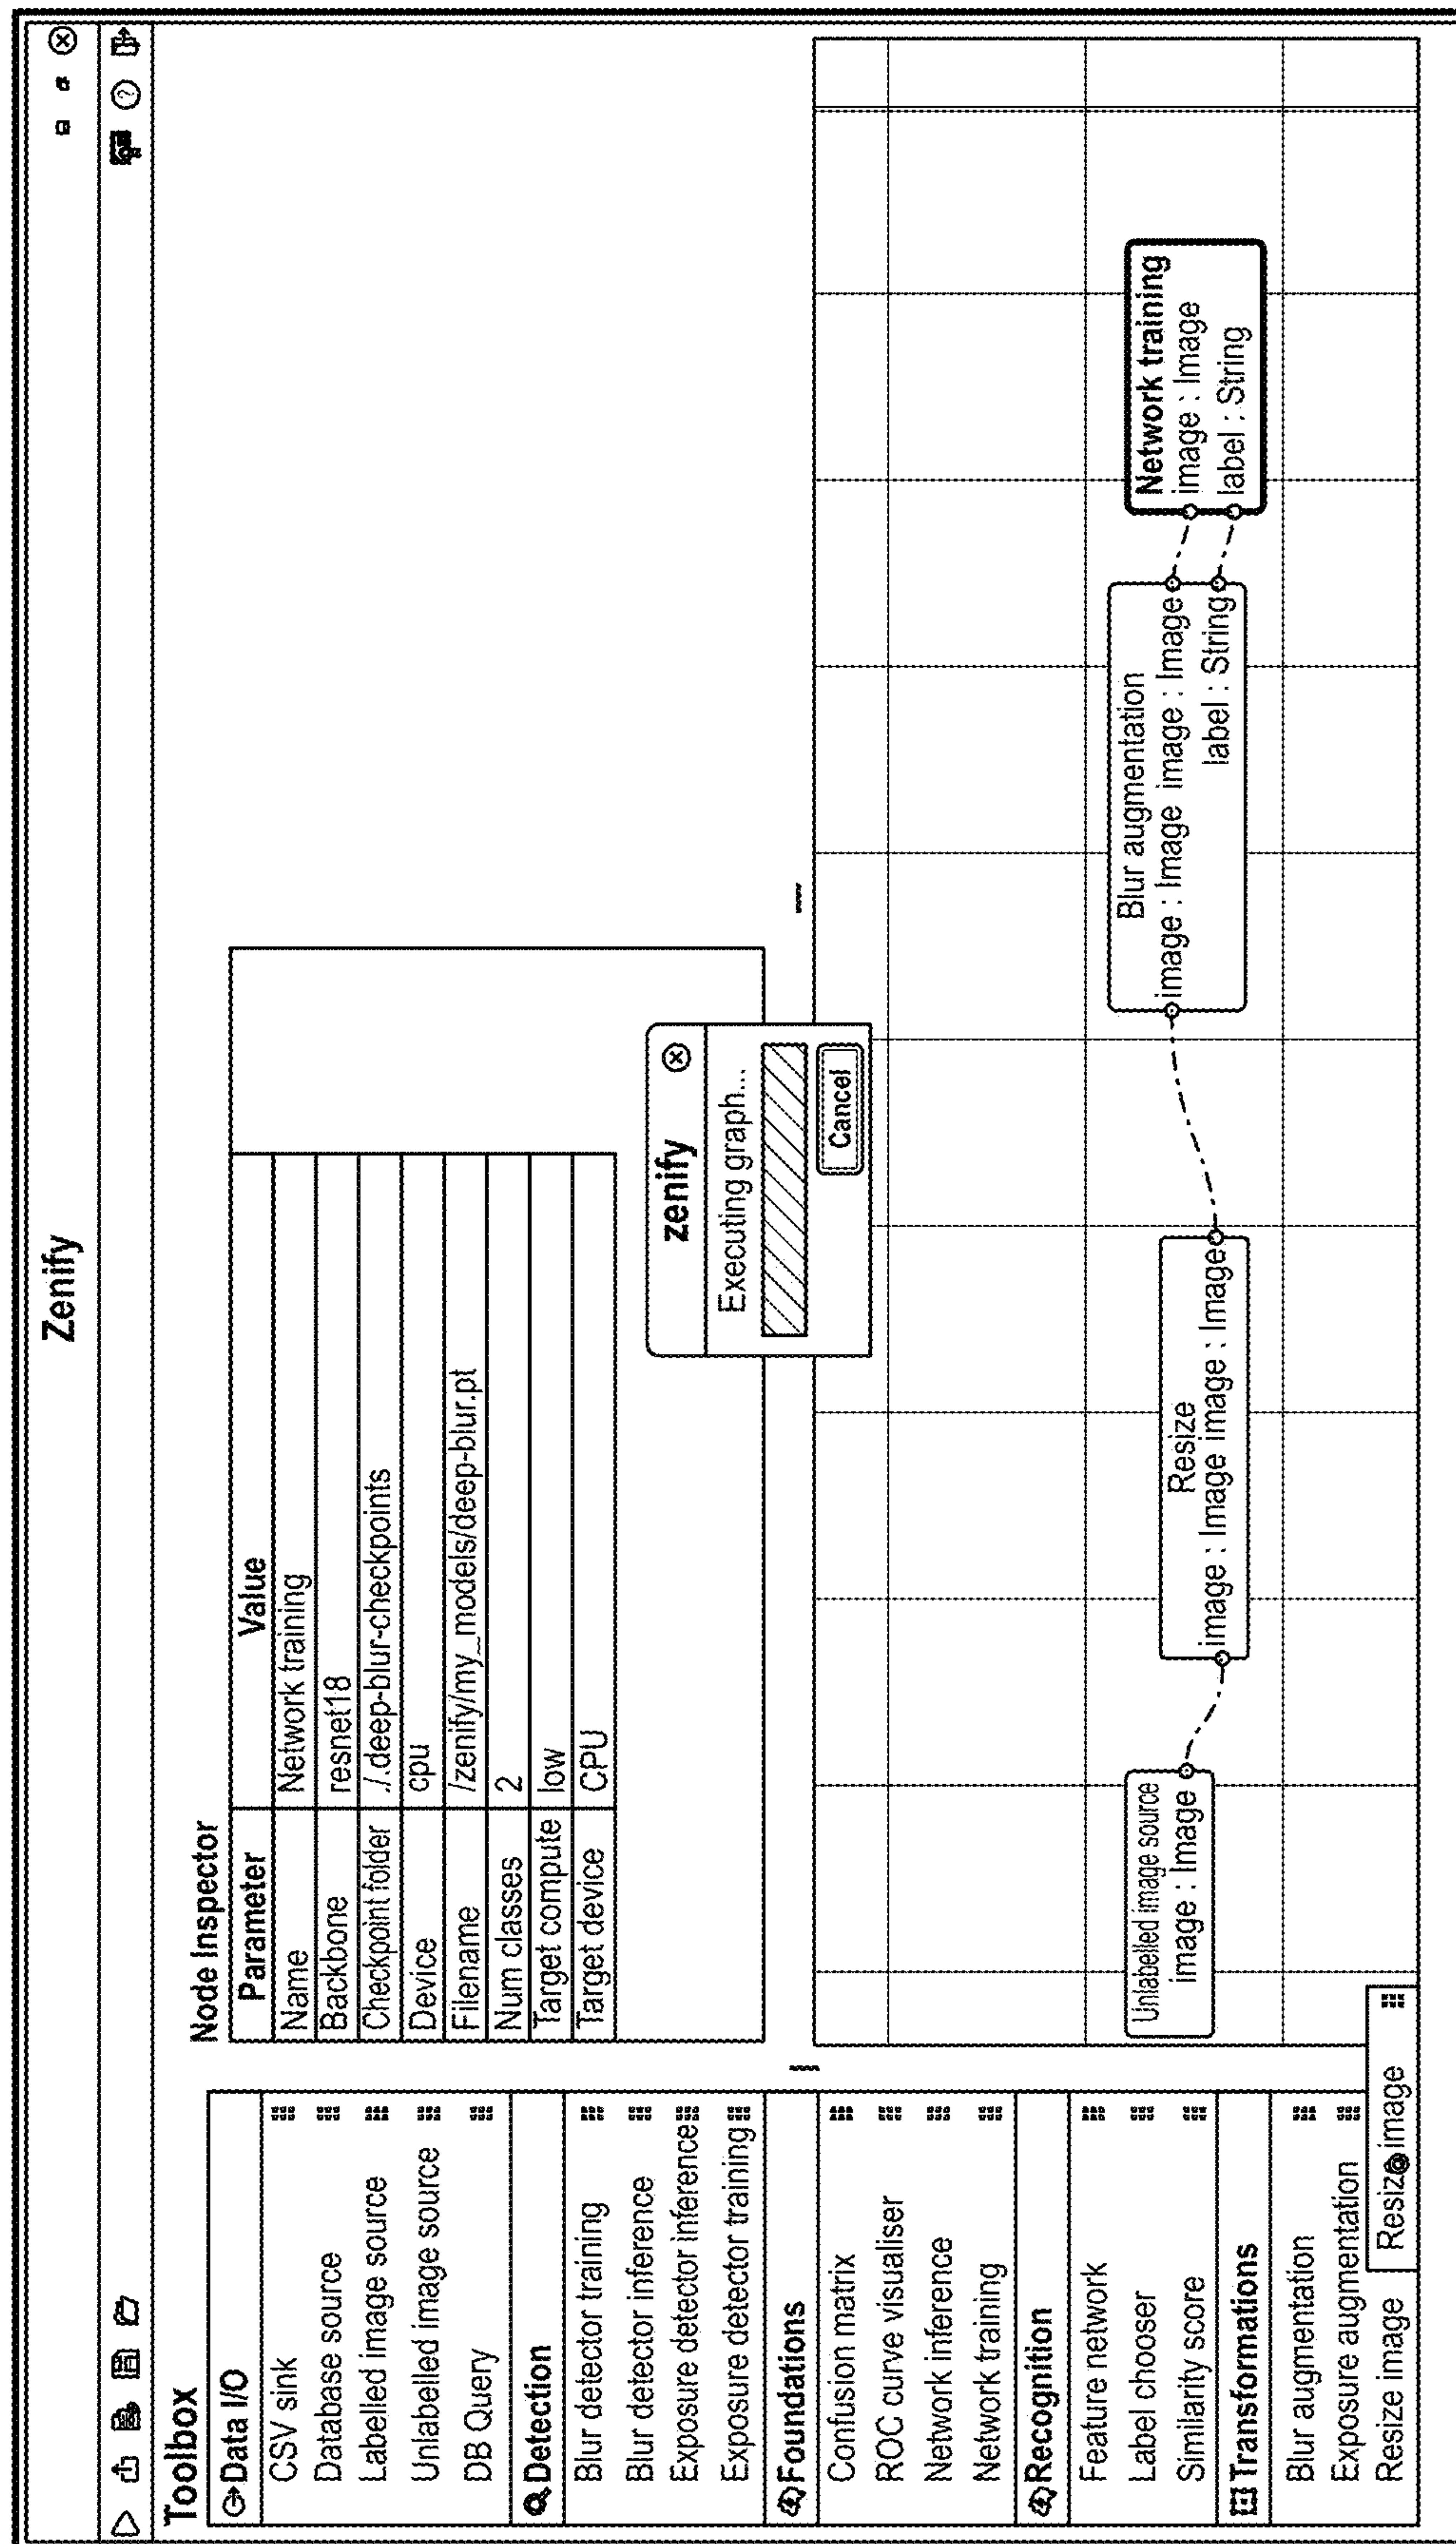 Zenify
Toolbox
Data I/O
CSV sink
Database source
Labelled image source
Unlabelled image source
DB Query
Detection
Blur detector training
Blur detector inference
Exposure detector inference
Exposure detector training
Foundations
Confusion matrix
ROC curve visualiser
Network inference
Network training
Recognition
Feature network
Label chooser
Similarity score
Transformations
Blur augmentation
Exposure augmentation
Resize image
Resize image
Node Inspector
Parameter Value
Name Network training
Backbone resnet18
Checkpoint folder ./.deep-blur-checkpoints
Device cpu
Filename /zenify/my_models/deep-blur.pt
Num classes 2
Target compute low
Target device CPU
zenify
Executing graph...
Cancel
Unlabelled image source
image : Image
Resize
image : Image image : Image
Blur augmentation
image : Image image : Image
label : String
Network training
image : Image
label : String